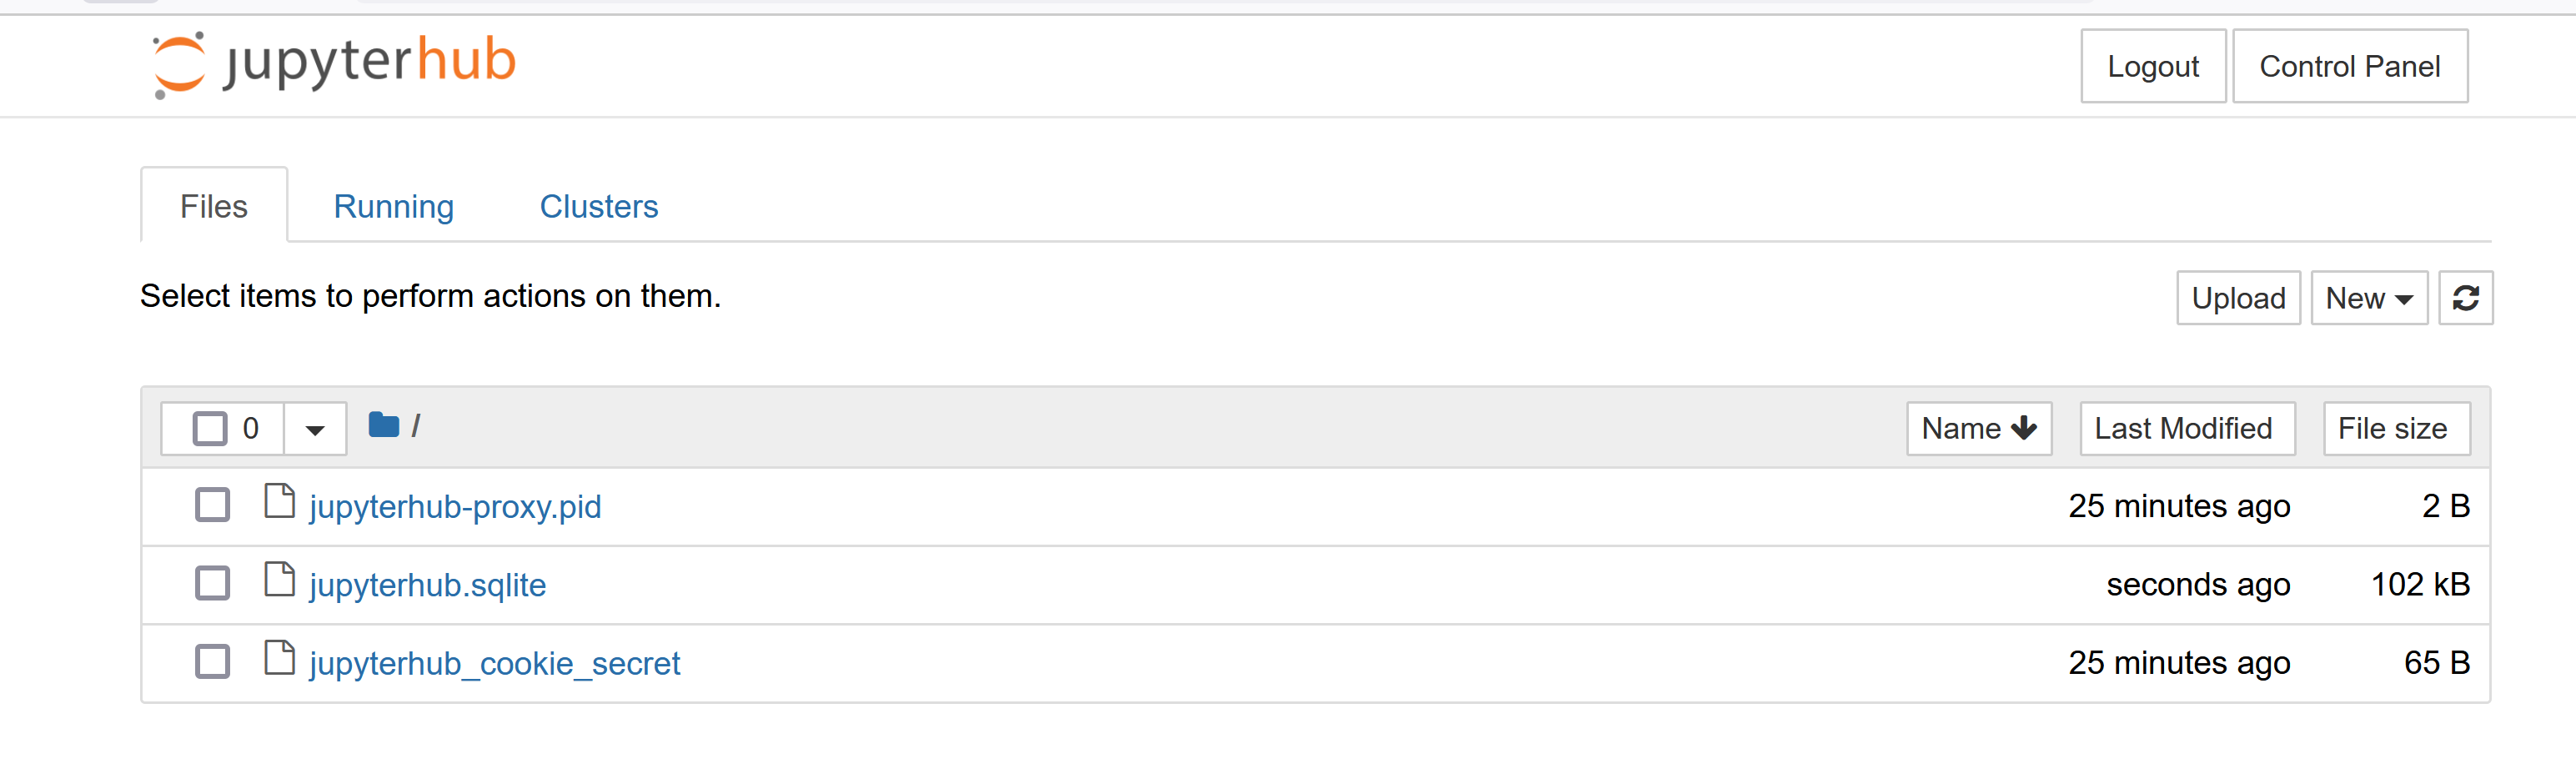 jupyterhub
Logout Control Panel
Files Running Clusters
Select items to perform actions on them.
Upload New
0 / Name Last Modified File size
jupyterhub-proxy.pid 25 minutes ago 2 B
jupyterhub.sqlite seconds ago 102 kB
jupyterhub_cookie_secret 25 minutes ago 65 B